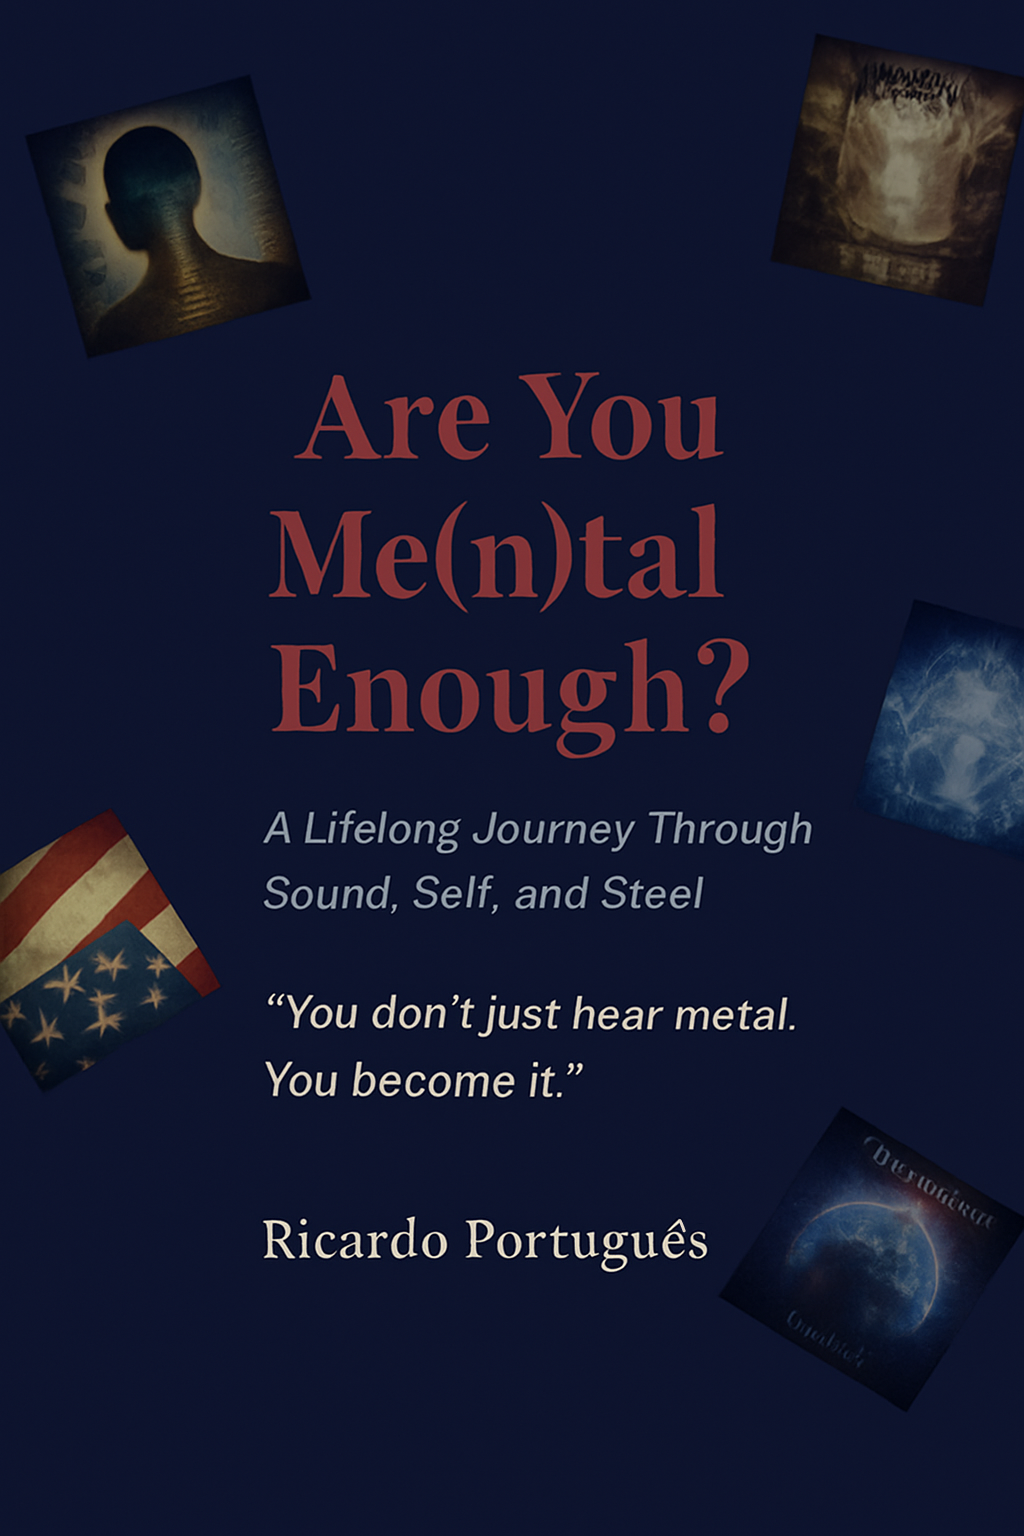 Are You
Me(n)tal
Enough?
A Lifelong Journey Through
Sound, Self, and Steel
“You don’t just hear metal.
You become it.”
Ricardo Português